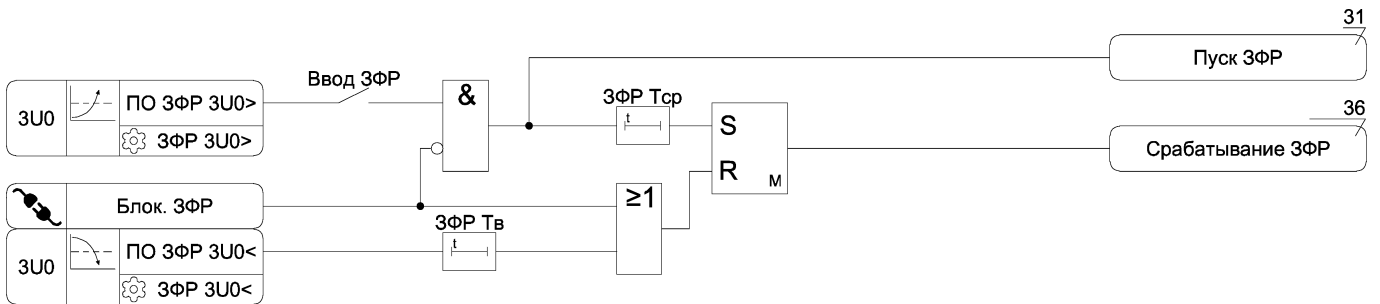 31
Пуск ЗФР
Ввод ЗФР
3U0
ПО ЗФР 3U0>
ЗФР 3U0>
&
ЗФР Тср
t
S
R
M
36
Срабатывание ЗФР
Блок. ЗФР
≥1
ЗФР Тв
t
3U0
ПО ЗФР 3U0<
ЗФР 3U0<